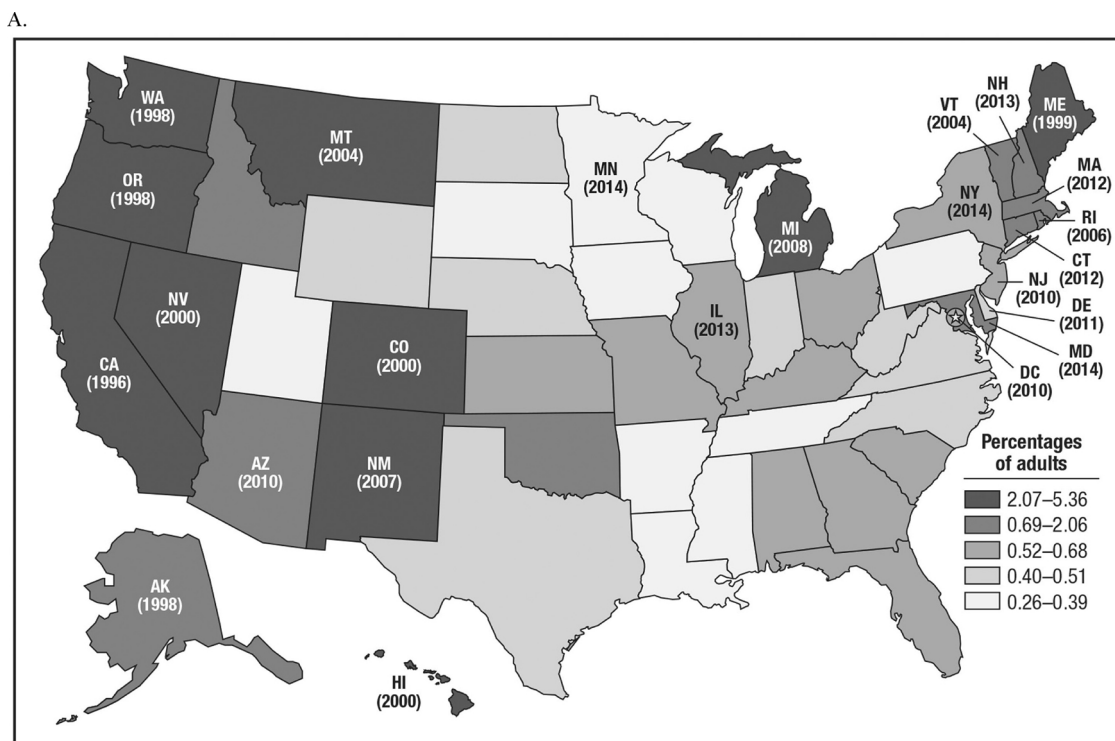 A.
WA
(1998)
MT
(2004)
OR
(1998)
MN
(2014)
VT
(2004)
NH
(2013)
ME
(1999)
MA
(2012)
NY
(2014)
RI
(2006)
CT
(2012)
MI
(2008)
NJ
(2010)
DE
(2011)
MD
(2014)
DC
(2010)
NV
(2000)
CO
(2000)
IL
(2013)
CA
(1996)
AZ
(2010)
NM
(2007)
AK
(1998)
HI
(2000)
Percentages
of adults
2.07–5.36
0.69–2.06
0.52–0.68
0.40–0.51
0.26–0.39